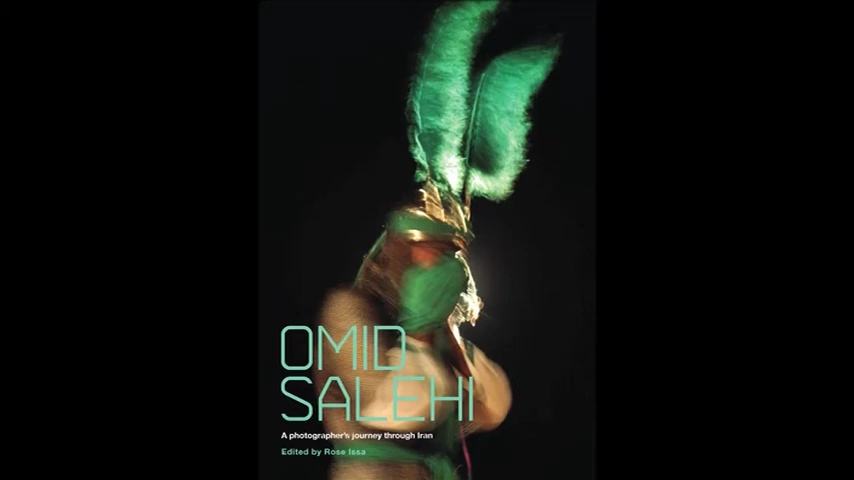 OMID
SALEHI
A photographer's journey through Iran
Edited by Rose Issa